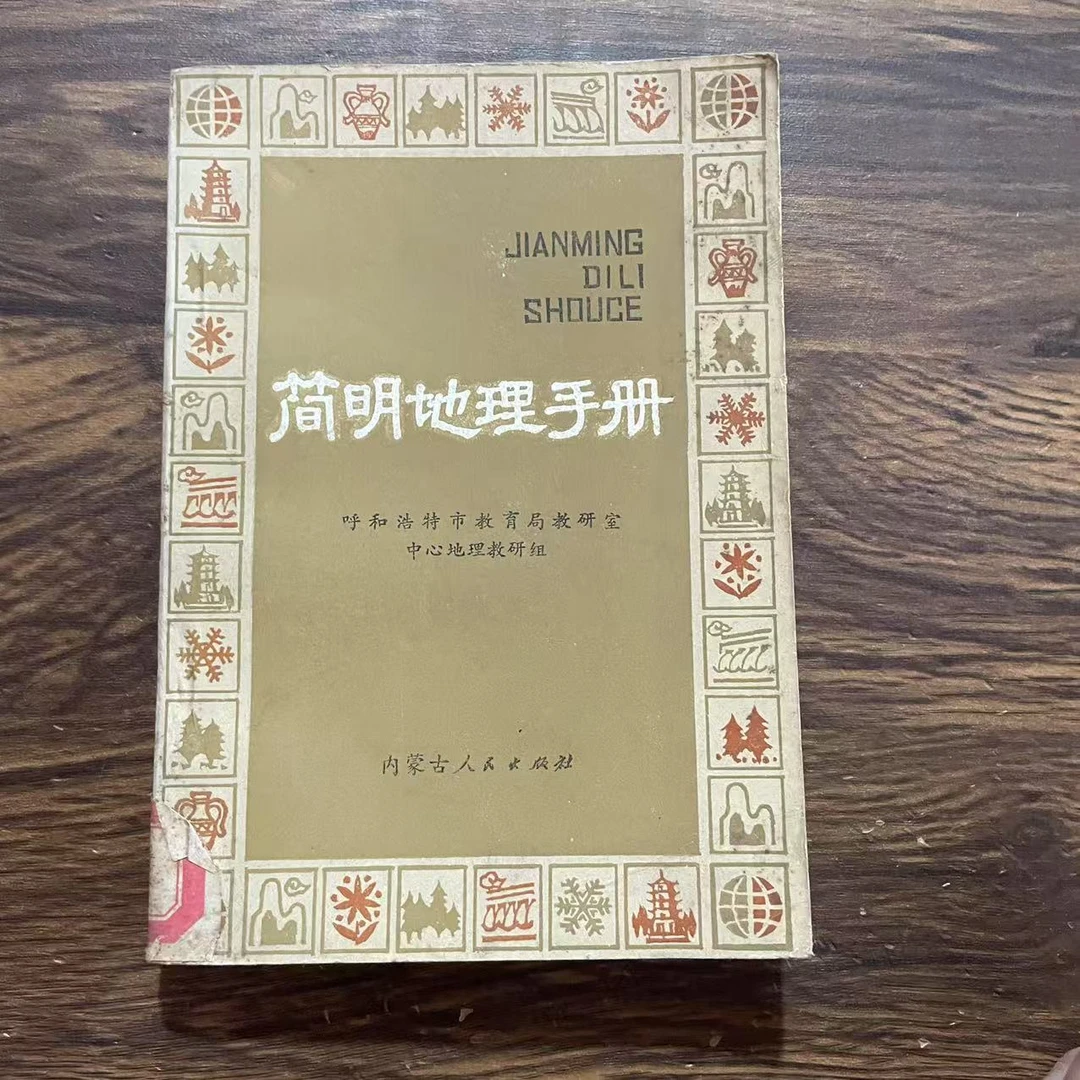 JIANMING
DILI
SHOUCE
简明地理手册
呼和浩特市教育局教研室
中心地理教研组
内蒙古人民出版社